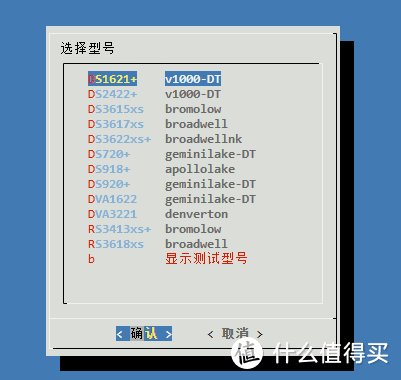 选择型号
DS1621+ v1000-DT
DS2422+ v1000-DT
DS3615xs bromolow
DS3617xs broadwell
DS3622xs+ broadwellnk
DS720+ geminilake-DT
DS918+ apollolake
DS920+ geminilake-DT
DVA1622 geminilake-DT
DVA3221 denverton
RS3413xs+ bromolow
RS3618xs broadwell
b 显示测试型号
< 确认 > < 取消 >
值 什么值得买